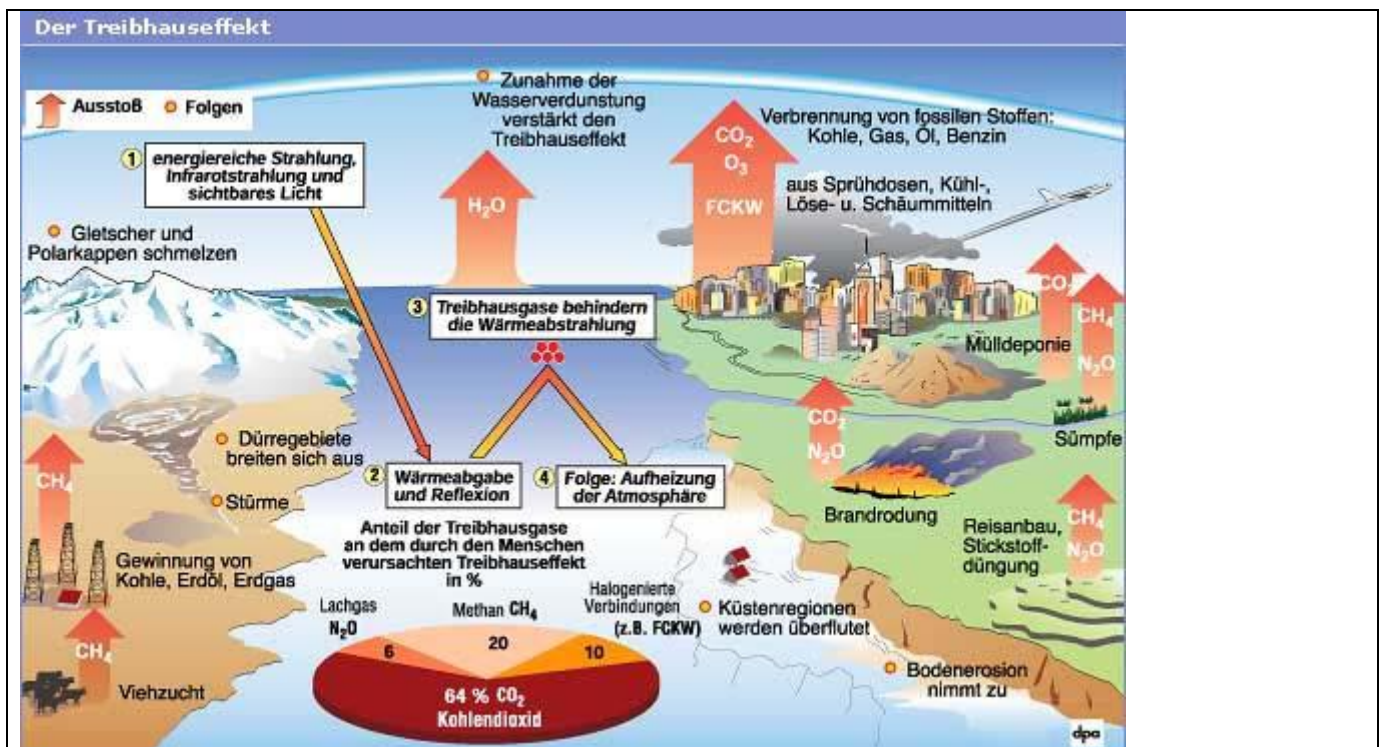 Der Treibhauseffekt
Ausstoß
Folgen
Zunahme der
Wasserverdunstung
verstärkt den
Treibhauseffekt
CO2
O3
FCKW
Verbrennung von fossilen Stoffen:
Kohle, Gas, Öl, Benzin
aus Sprühdosen, Kühl-,
Löse- u. Schäummitteln
1
energiereiche Strahlung,
Infrarotstrahlung und
sichtbares Licht
H2O
Gletscher und
Polarkappen schmelzen
3
Treibhausgase behindern
die Wärmeabstrahlung
CO2
CH4
N2O
Mülldeponie
Sümpfe
CO2
N2O
Brandrodung
Dürregebiete
breiten sich aus
Stürme
2
Wärmeabgabe
und Reflexion
4
Folge: Aufheizung
der Atmosphäre
CH4
Gewinnung von
Kohle, Erdöl, Erdgas
CH4
N2O
Reisanbau,
Stickstoff-
düngung
Anteil der Treibhausgase
an dem durch den Menschen
verursachten Treibhauseffekt
in %
Lachgas
N2O
Methan CH4
Halogenierte
Verbindungen
(z.B. FCKW)
6
20
10
64 % CO2
Kohlendioxid
Küstenregionen
werden überflutet
Bodenerosion
nimmt zu
CH4
Viehzucht
dpa